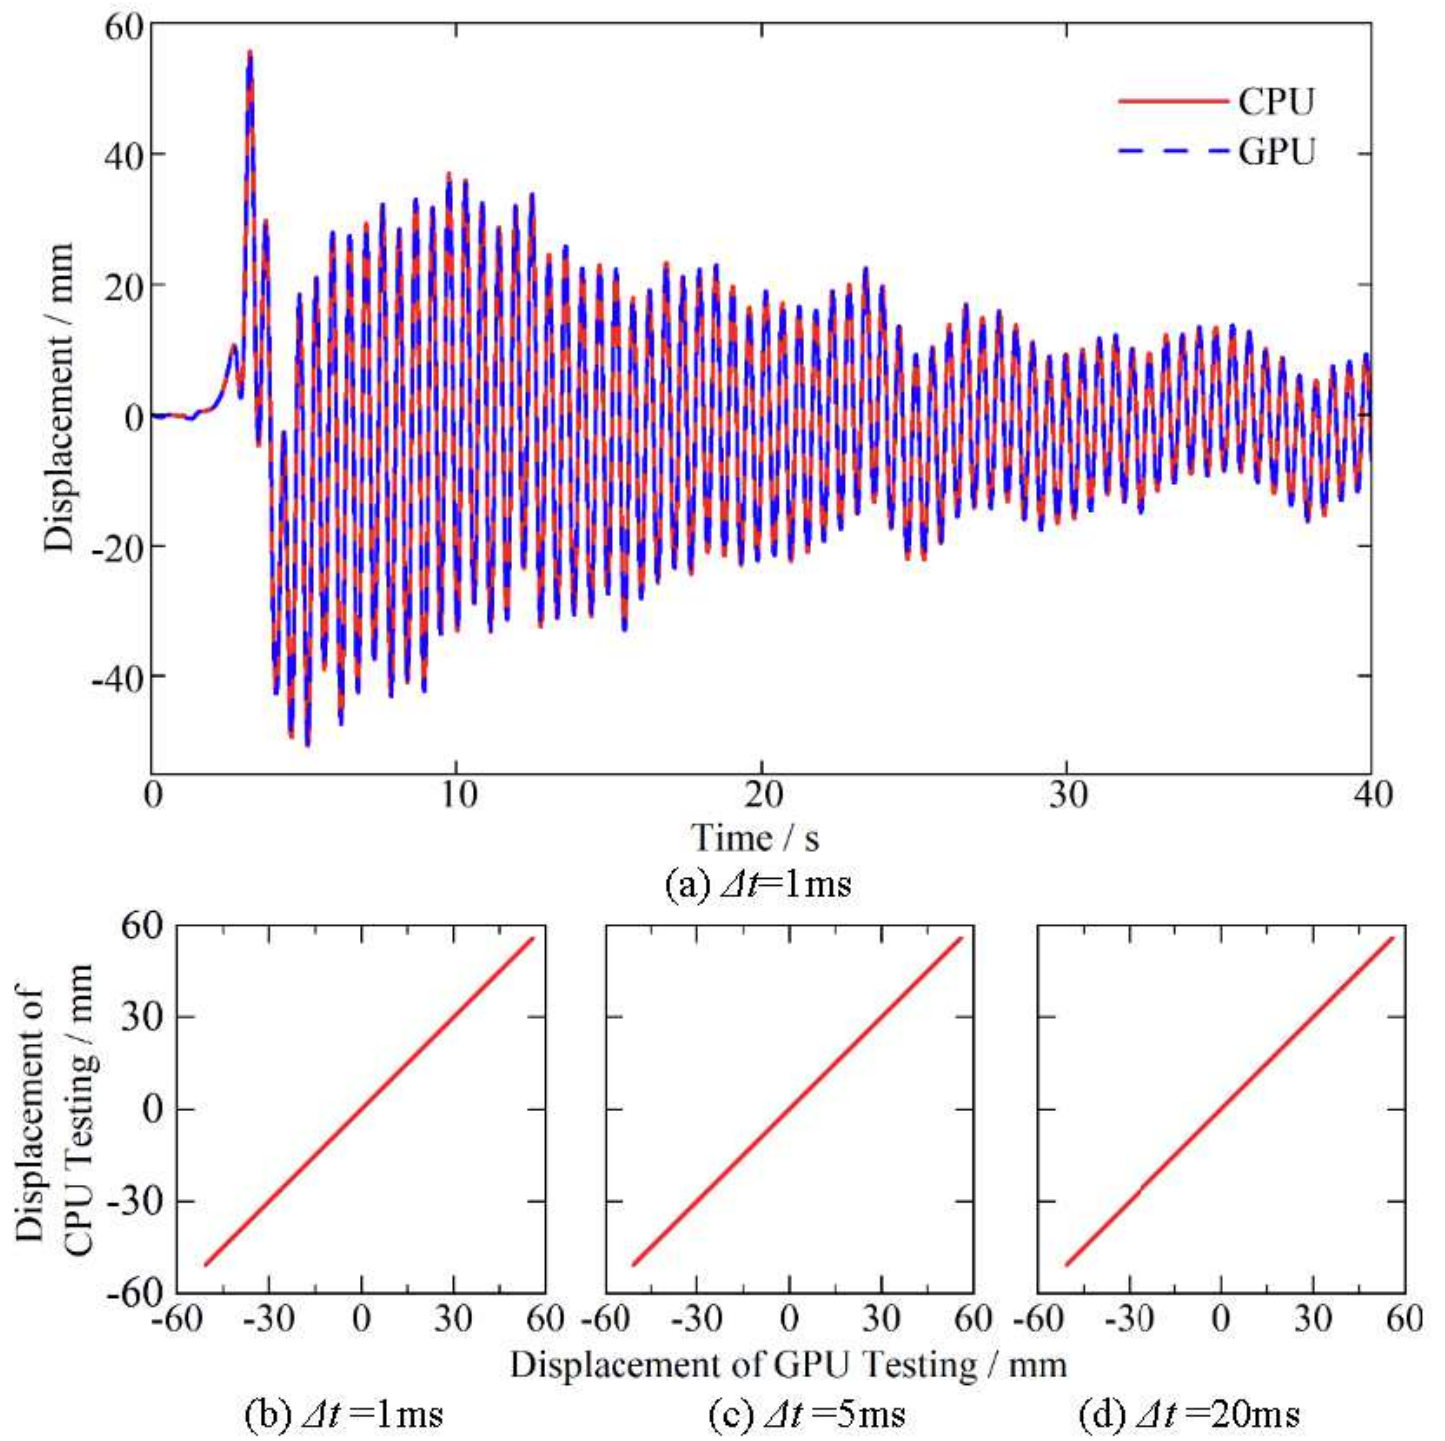 60
40
20
0
-20
-40
Displacement / mm
CPU
GPU
0 10 20 30 40
Time / s
(a) Δt=1ms
60
30
0
-30
-60
Displacement of
CPU Testing / mm
-60 -30 0 30 60 -60 -30 0 30 60 -60 -30 0 30 60
Displacement of GPU Testing / mm
(b) Δt =1ms (c) Δt =5ms (d) Δt =20ms